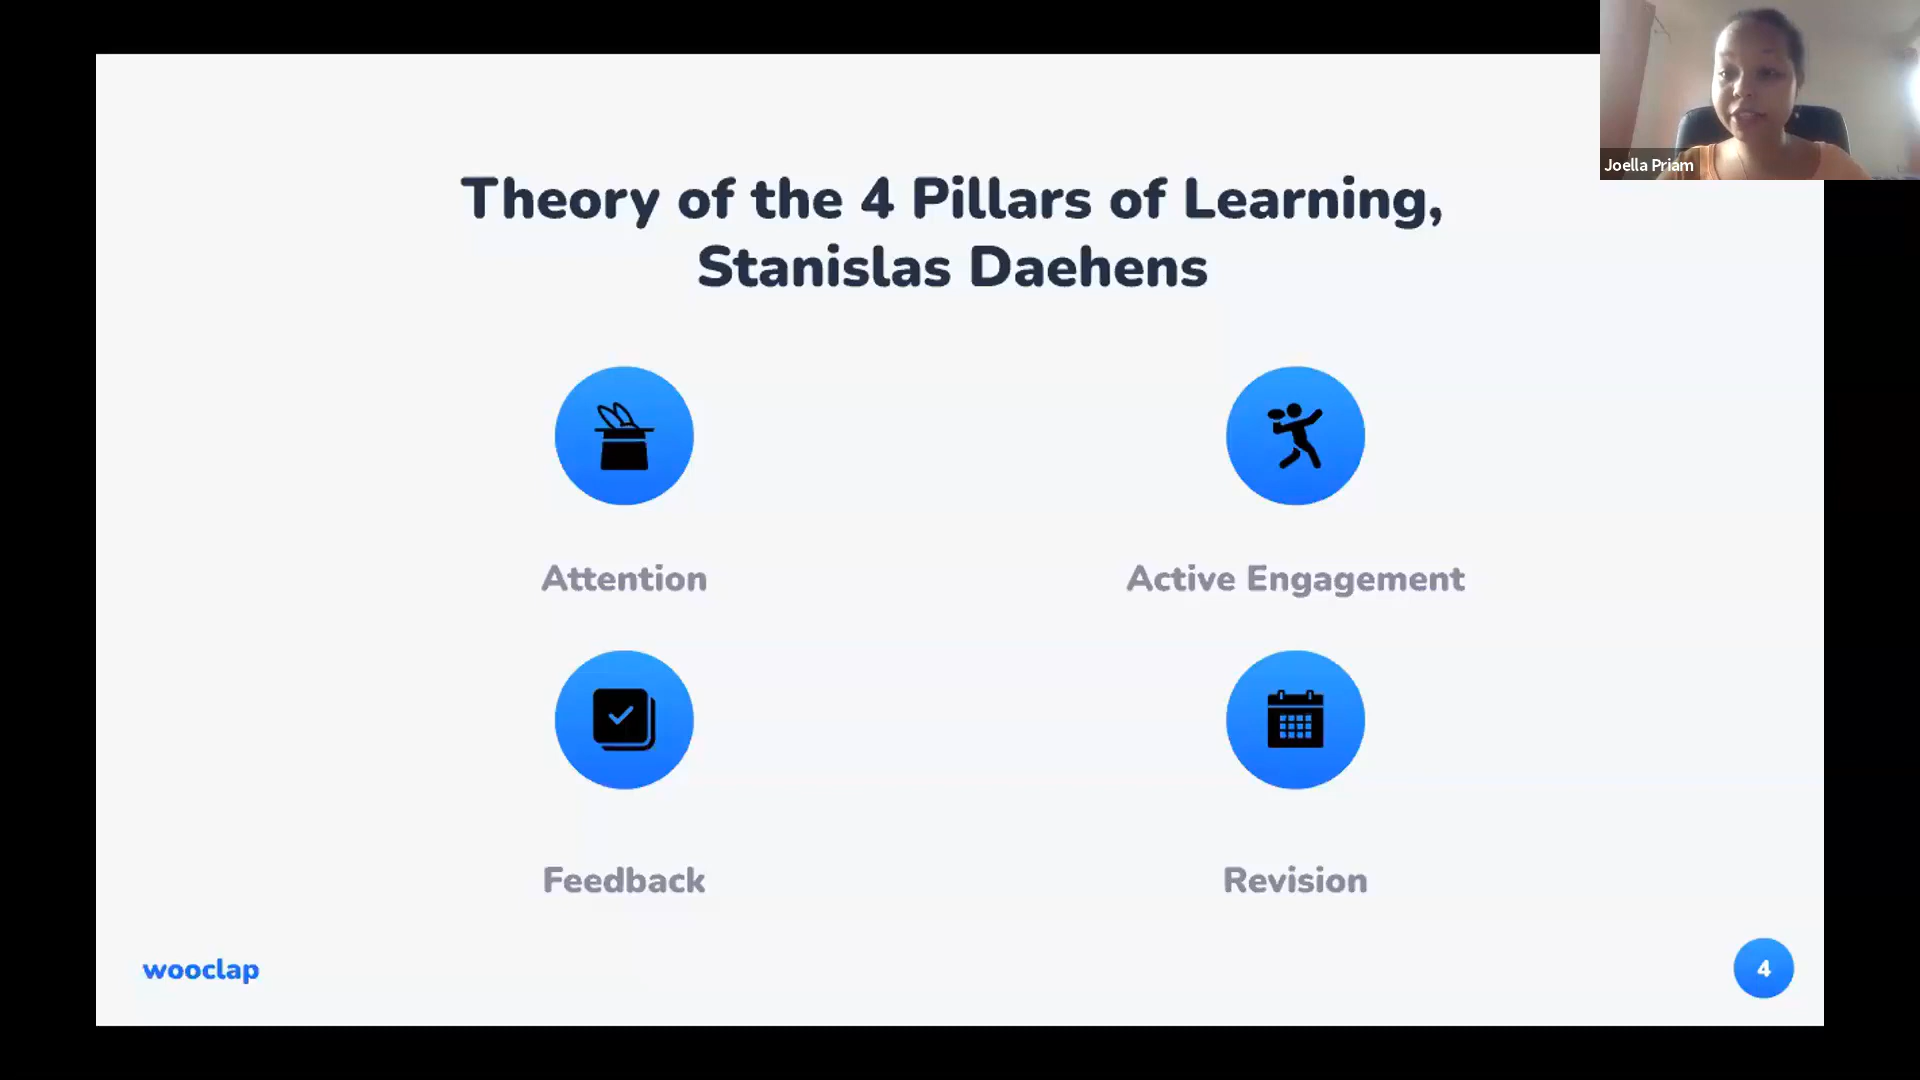 Joella Priam
Theory of the 4 Pillars of Learning,
Stanislas Daehens
Attention
Active Engagement
Feedback
Revision
wooclap
4